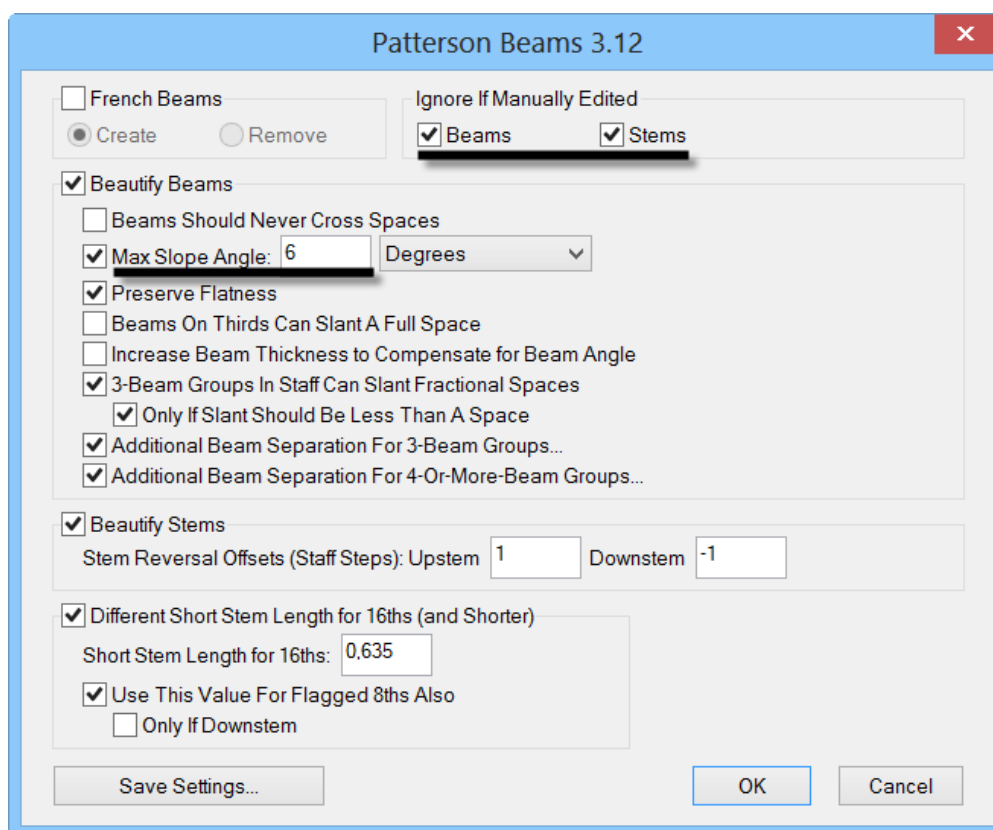 Patterson Beams 3.12
French Beams
Create Remove
Ignore If Manually Edited
Beams Stems
Beautify Beams
Beams Should Never Cross Spaces
Max Slope Angle: 6 Degrees
Preserve Flatness
Beams On Thirds Can Slant A Full Space
Increase Beam Thickness to Compensate for Beam Angle
3-Beam Groups In Staff Can Slant Fractional Spaces
Only If Slant Should Be Less Than A Space
Additional Beam Separation For 3-Beam Groups...
Additional Beam Separation For 4-Or-More-Beam Groups...
Beautify Stems
Stem Reversal Offsets (Staff Steps): Upstem 1 Downstem -1
Different Short Stem Length for 16ths (and Shorter)
Short Stem Length for 16ths: 0,635
Use This Value For Flagged 8ths Also
Only If Downstem
Save Settings... OK Cancel